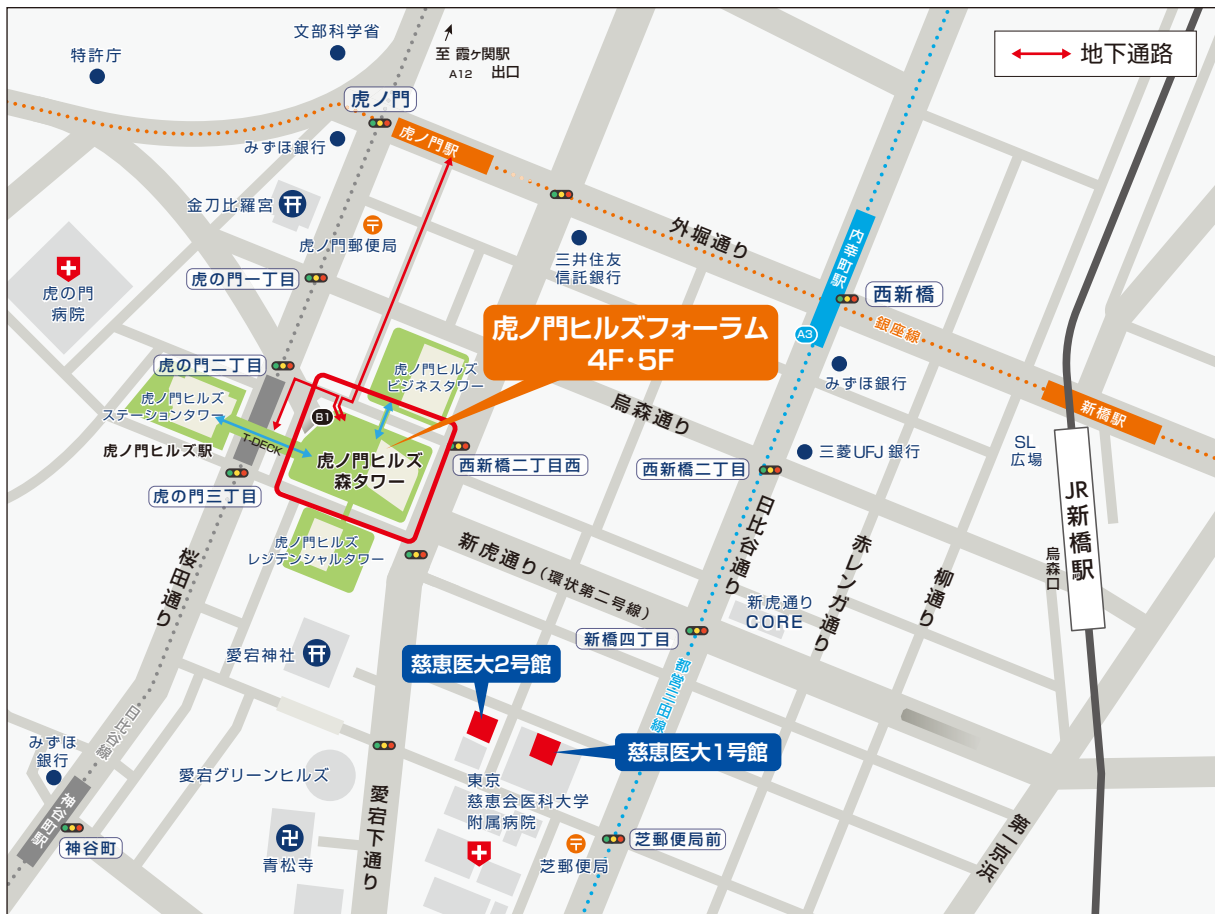 文部科学省
特許庁
至 霞ヶ関駅
A12 出口
地下通路
虎ノ門
虎ノ門駅
みずほ銀行
金刀比羅宮
虎ノ門郵便局
外堀通り
内幸町駅
三井住友
信託銀行
虎の門
病院
虎の門一丁目
西新橋
銀座線
虎ノ門ヒルズフォーラム
4F・5F
A3
虎の門二丁目
虎ノ門ヒルズ
ビジネスタワー
みずほ銀行
虎ノ門ヒルズ
ステーションタワー
烏森通り
新橋駅
B1
T-DECK
虎ノ門ヒルズ駅
虎ノ門ヒルズ
森タワー
西新橋二丁目西
西新橋二丁目
三菱UFJ銀行
SL
広場
虎の門三丁目
JR新橋駅
虎ノ門ヒルズ
レジデンシャルタワー
新虎通り(環状第二号線)
日比谷通り
赤レンガ通り
柳通り
烏森口
桜田通り
新虎通り
CORE
新橋四丁目
愛宕神社
慈恵医大2号館
都営三田線
日比谷線
慈恵医大1号館
みずほ
銀行
愛宕グリーンヒルズ
東京
慈恵会医科大学
附属病院
愛宕下通り
神谷町駅
神谷町
青松寺
芝郵便局
芝郵便局前
第一京浜